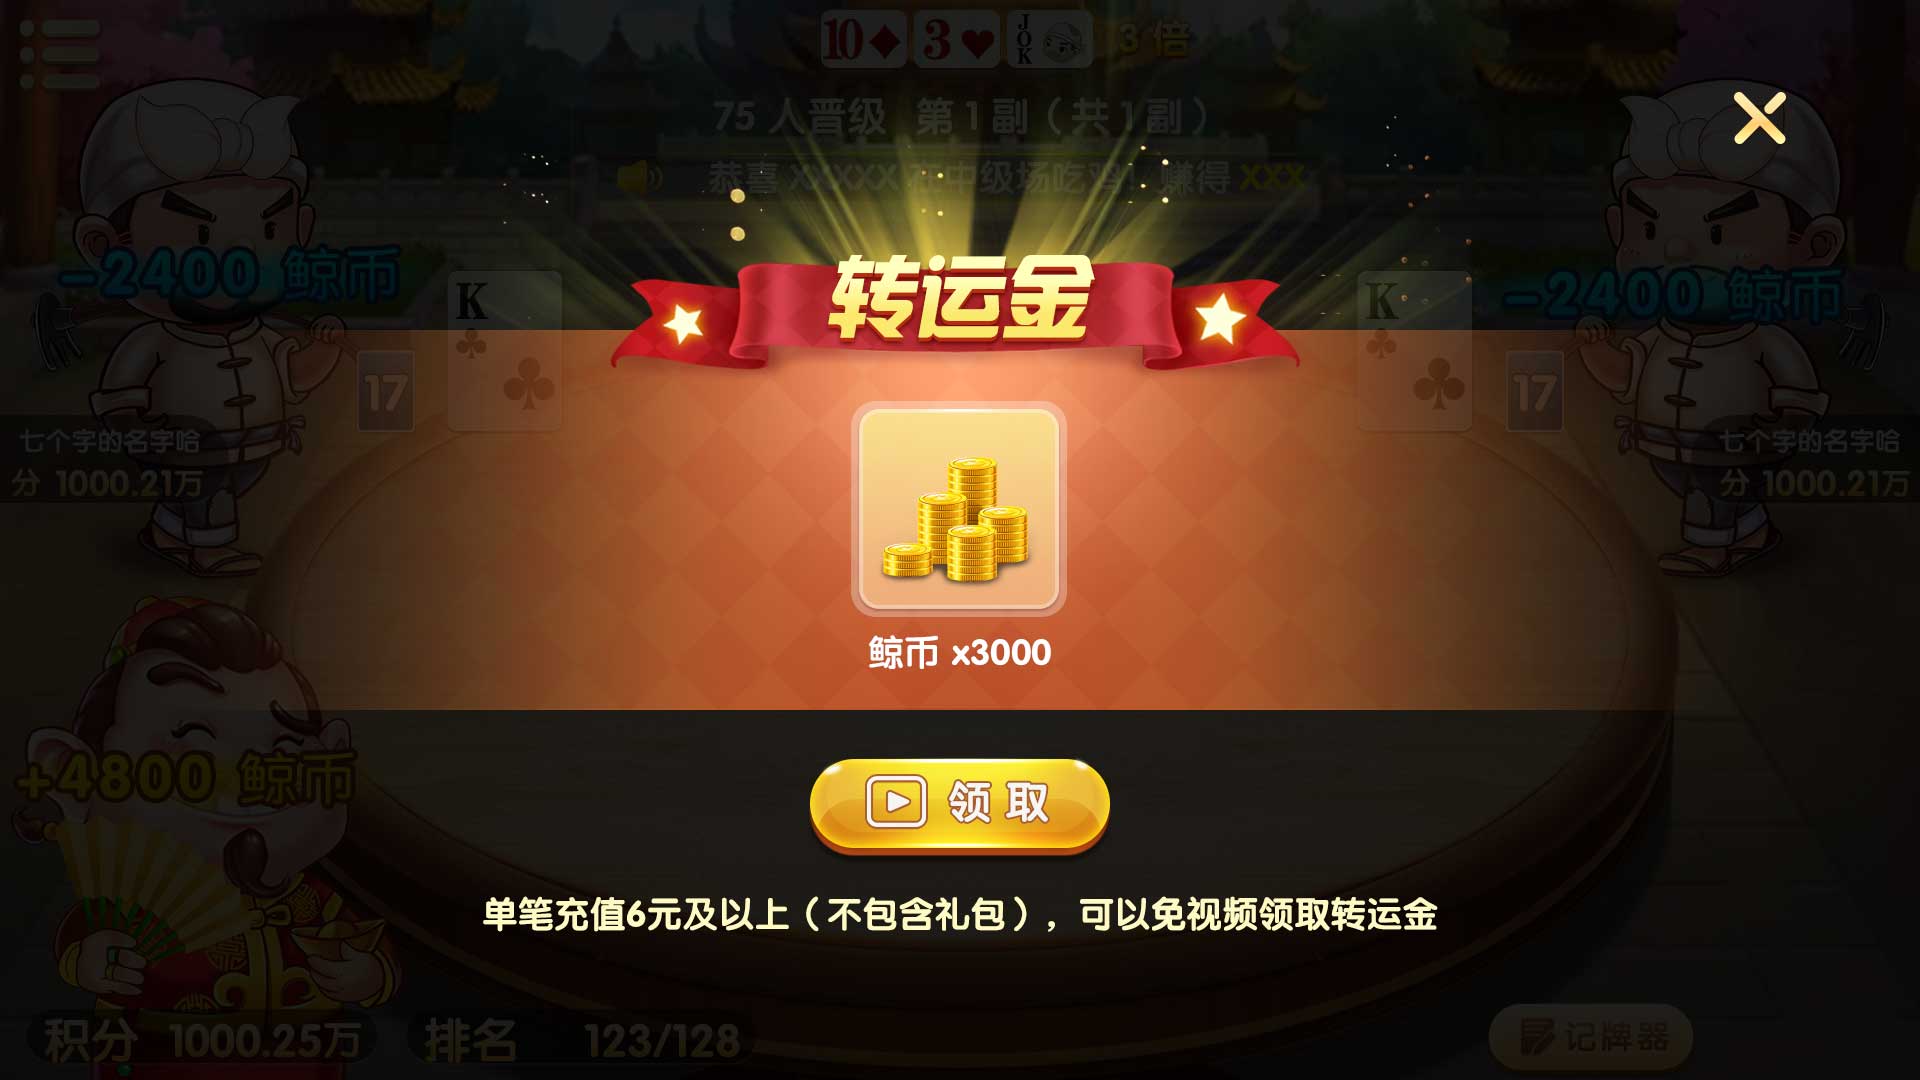 10 3 JOK 3 倍
75 人晋级 第1副（共1副）
恭喜 XXXXX 在中级场吃鸡！赚得 XXX
转运金
-2400 鲸币
-2400 鲸币
K
K
17
17
七个字的名字哈
分 1000.21万
七个字的名字哈
分 1000.21万
鲸币 x3000
+4800 鲸币
领取
单笔充值6元及以上（不包含礼包），可以免视频领取转运金
积分 1000.25万 排名 123/128
记牌器